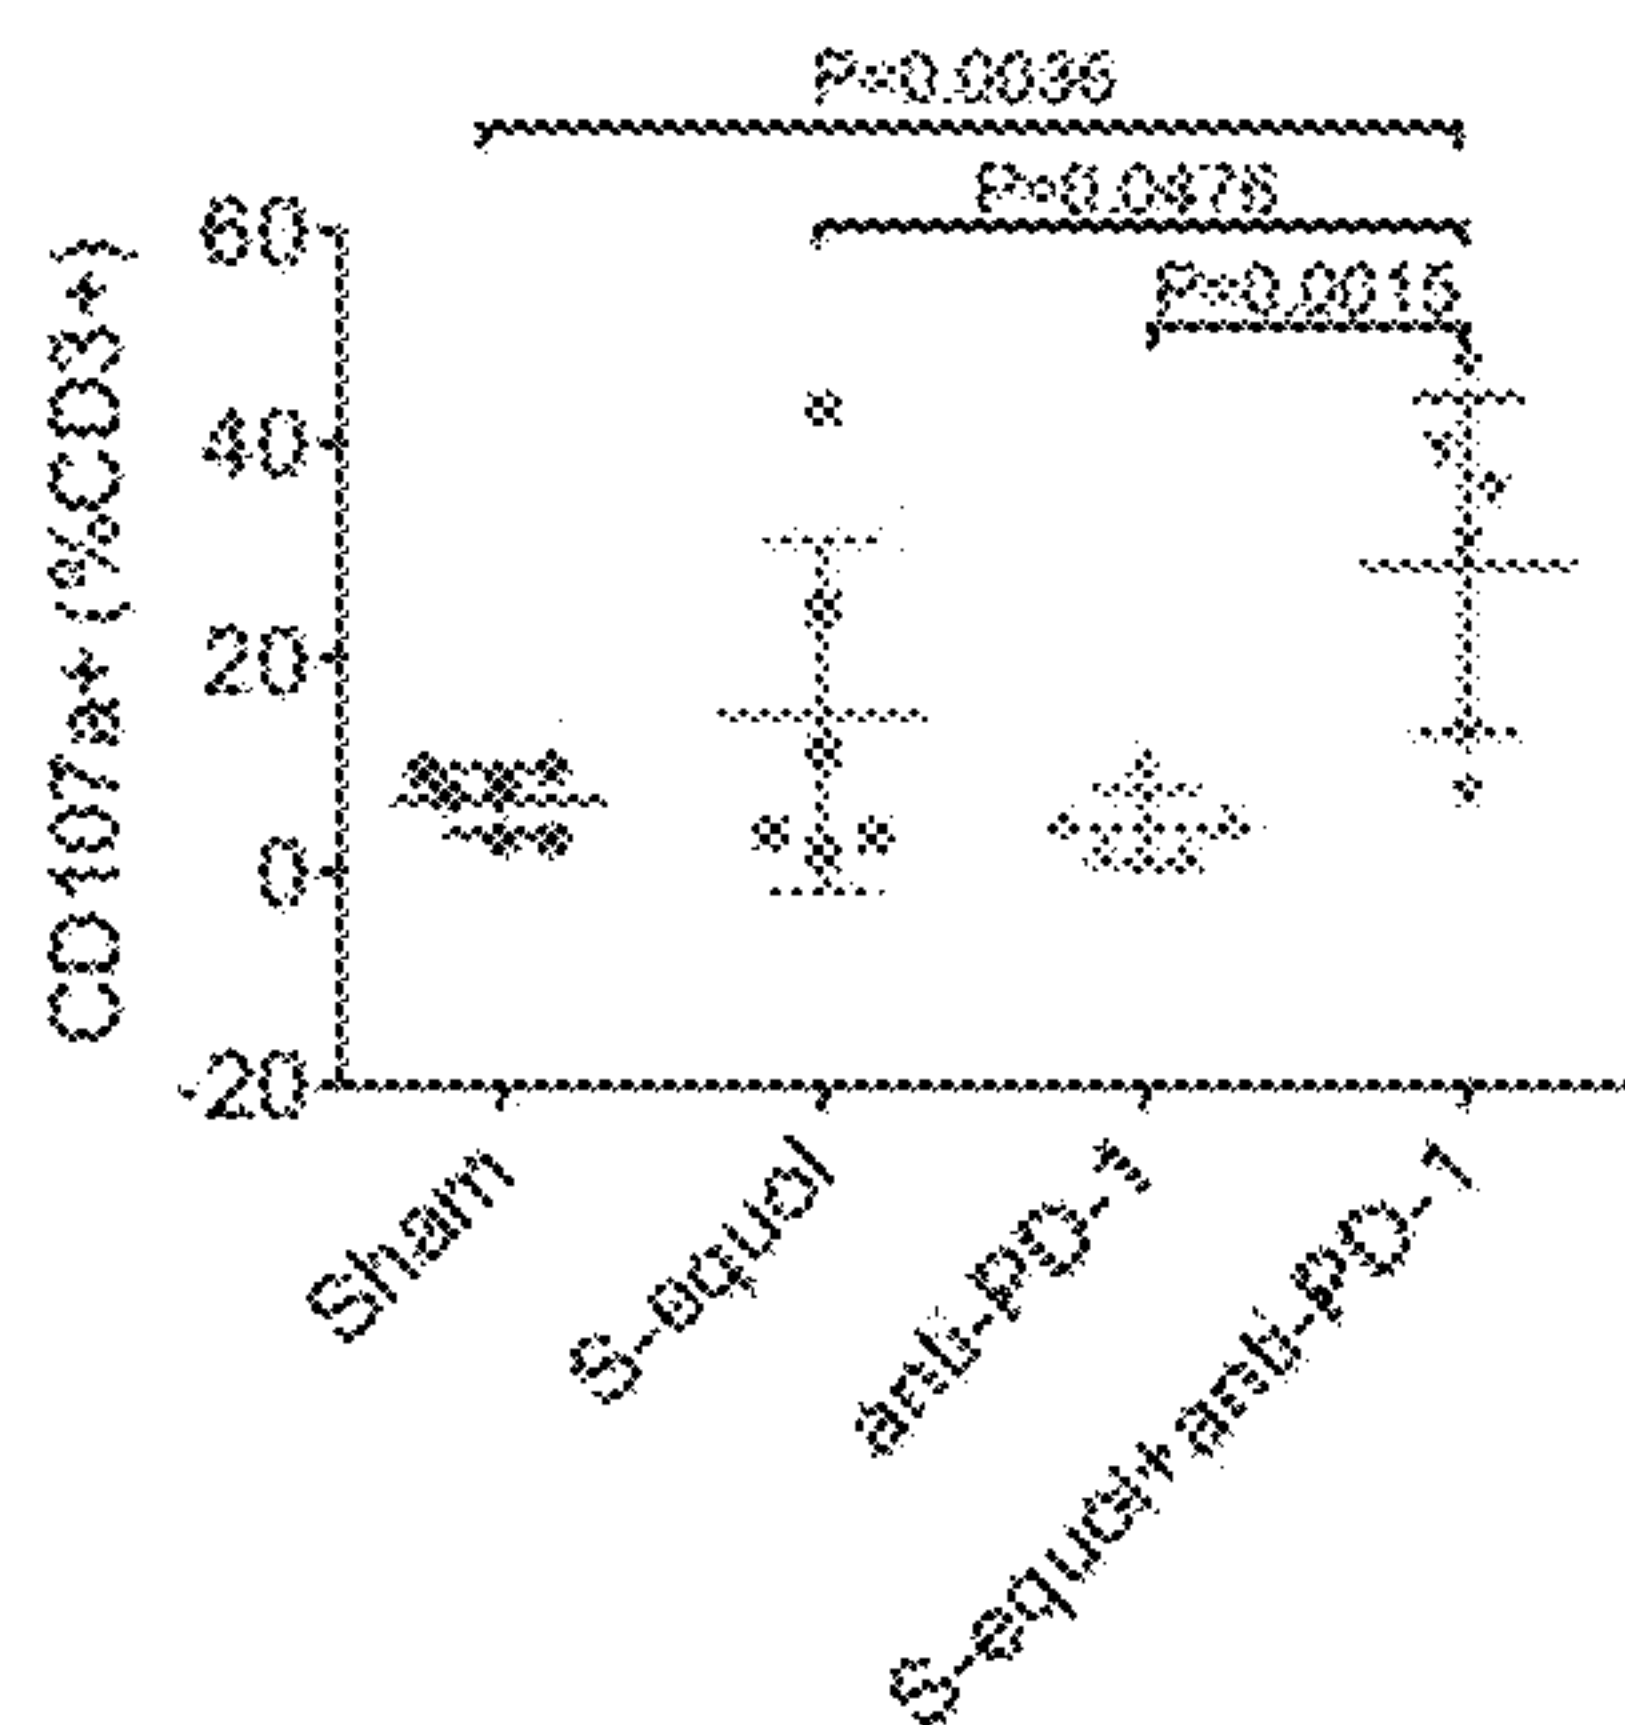 P=0.0036
P=0.0478
P=0.0015
CD107a+ (%CD3+)
60
40
20
0
-20
Sham
S-equol
anti-PD-1
S-equol+anti-PD-1